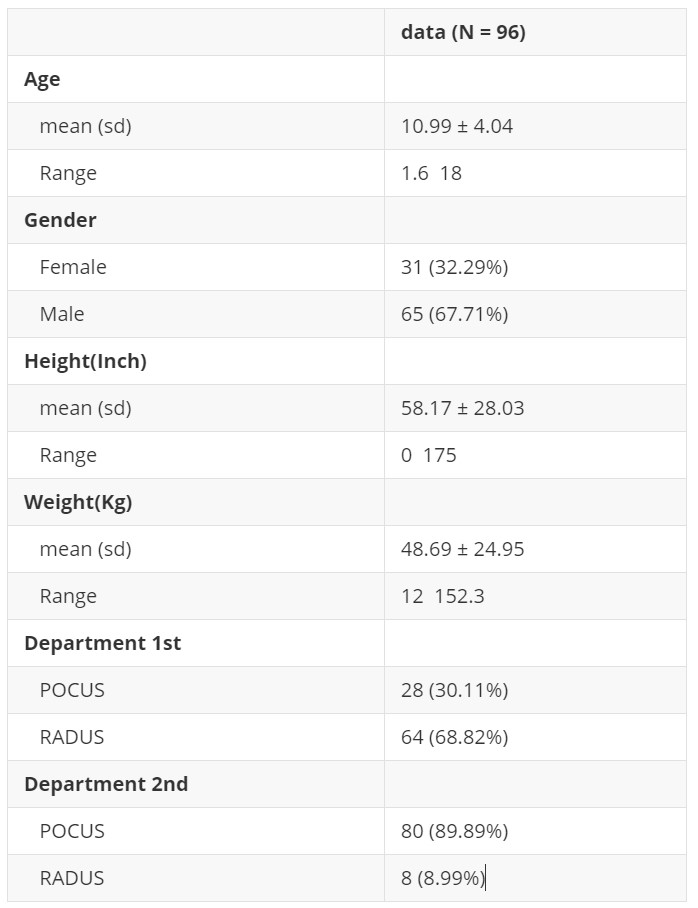 data (N = 96)
Age
mean (sd) 10.99 ± 4.04
Range 1.6 18
Gender
Female 31 (32.29%)
Male 65 (67.71%)
Height(Inch)
mean (sd) 58.17 ± 28.03
Range 0 175
Weight(Kg)
mean (sd) 48.69 ± 24.95
Range 12 152.3
Department 1st
POCUS 28 (30.11%)
RADUS 64 (68.82%)
Department 2nd
POCUS 80 (89.89%)
RADUS 8 (8.99%)